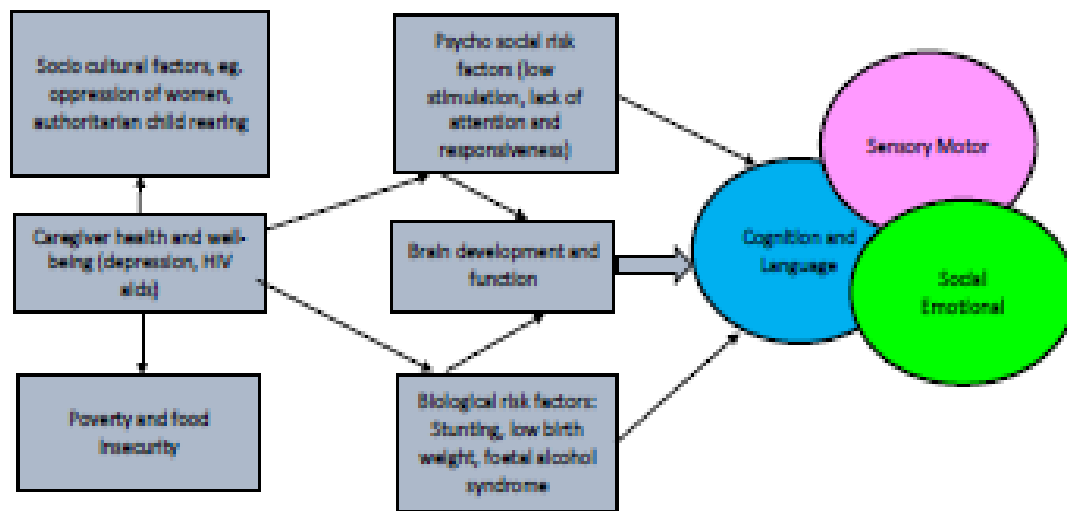 Socio cultural factors, eg.
oppression of women,
authoritarian child rearing
Caregiver health and well-
being (depression, HIV
aids)
Poverty and food
insecurity
Psycho social risk
factors (low
stimulation, lack of
attention and
responsiveness)
Brain development and
function
Biological risk factors:
Stunting, low birth
weight, foetal alcohol
syndrome
Sensory Motor
Cognition and
Language
Social
Emotional